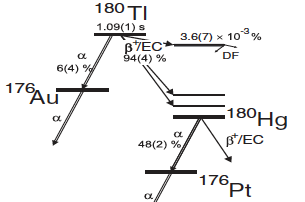 180Tl
1.09(1) s
3.6(7) × 10-3%
β+/EC
DF
α
94(4) %
6(4) %
176Au
α
180Hg
α
β+/EC
48(2) %
176Pt
α